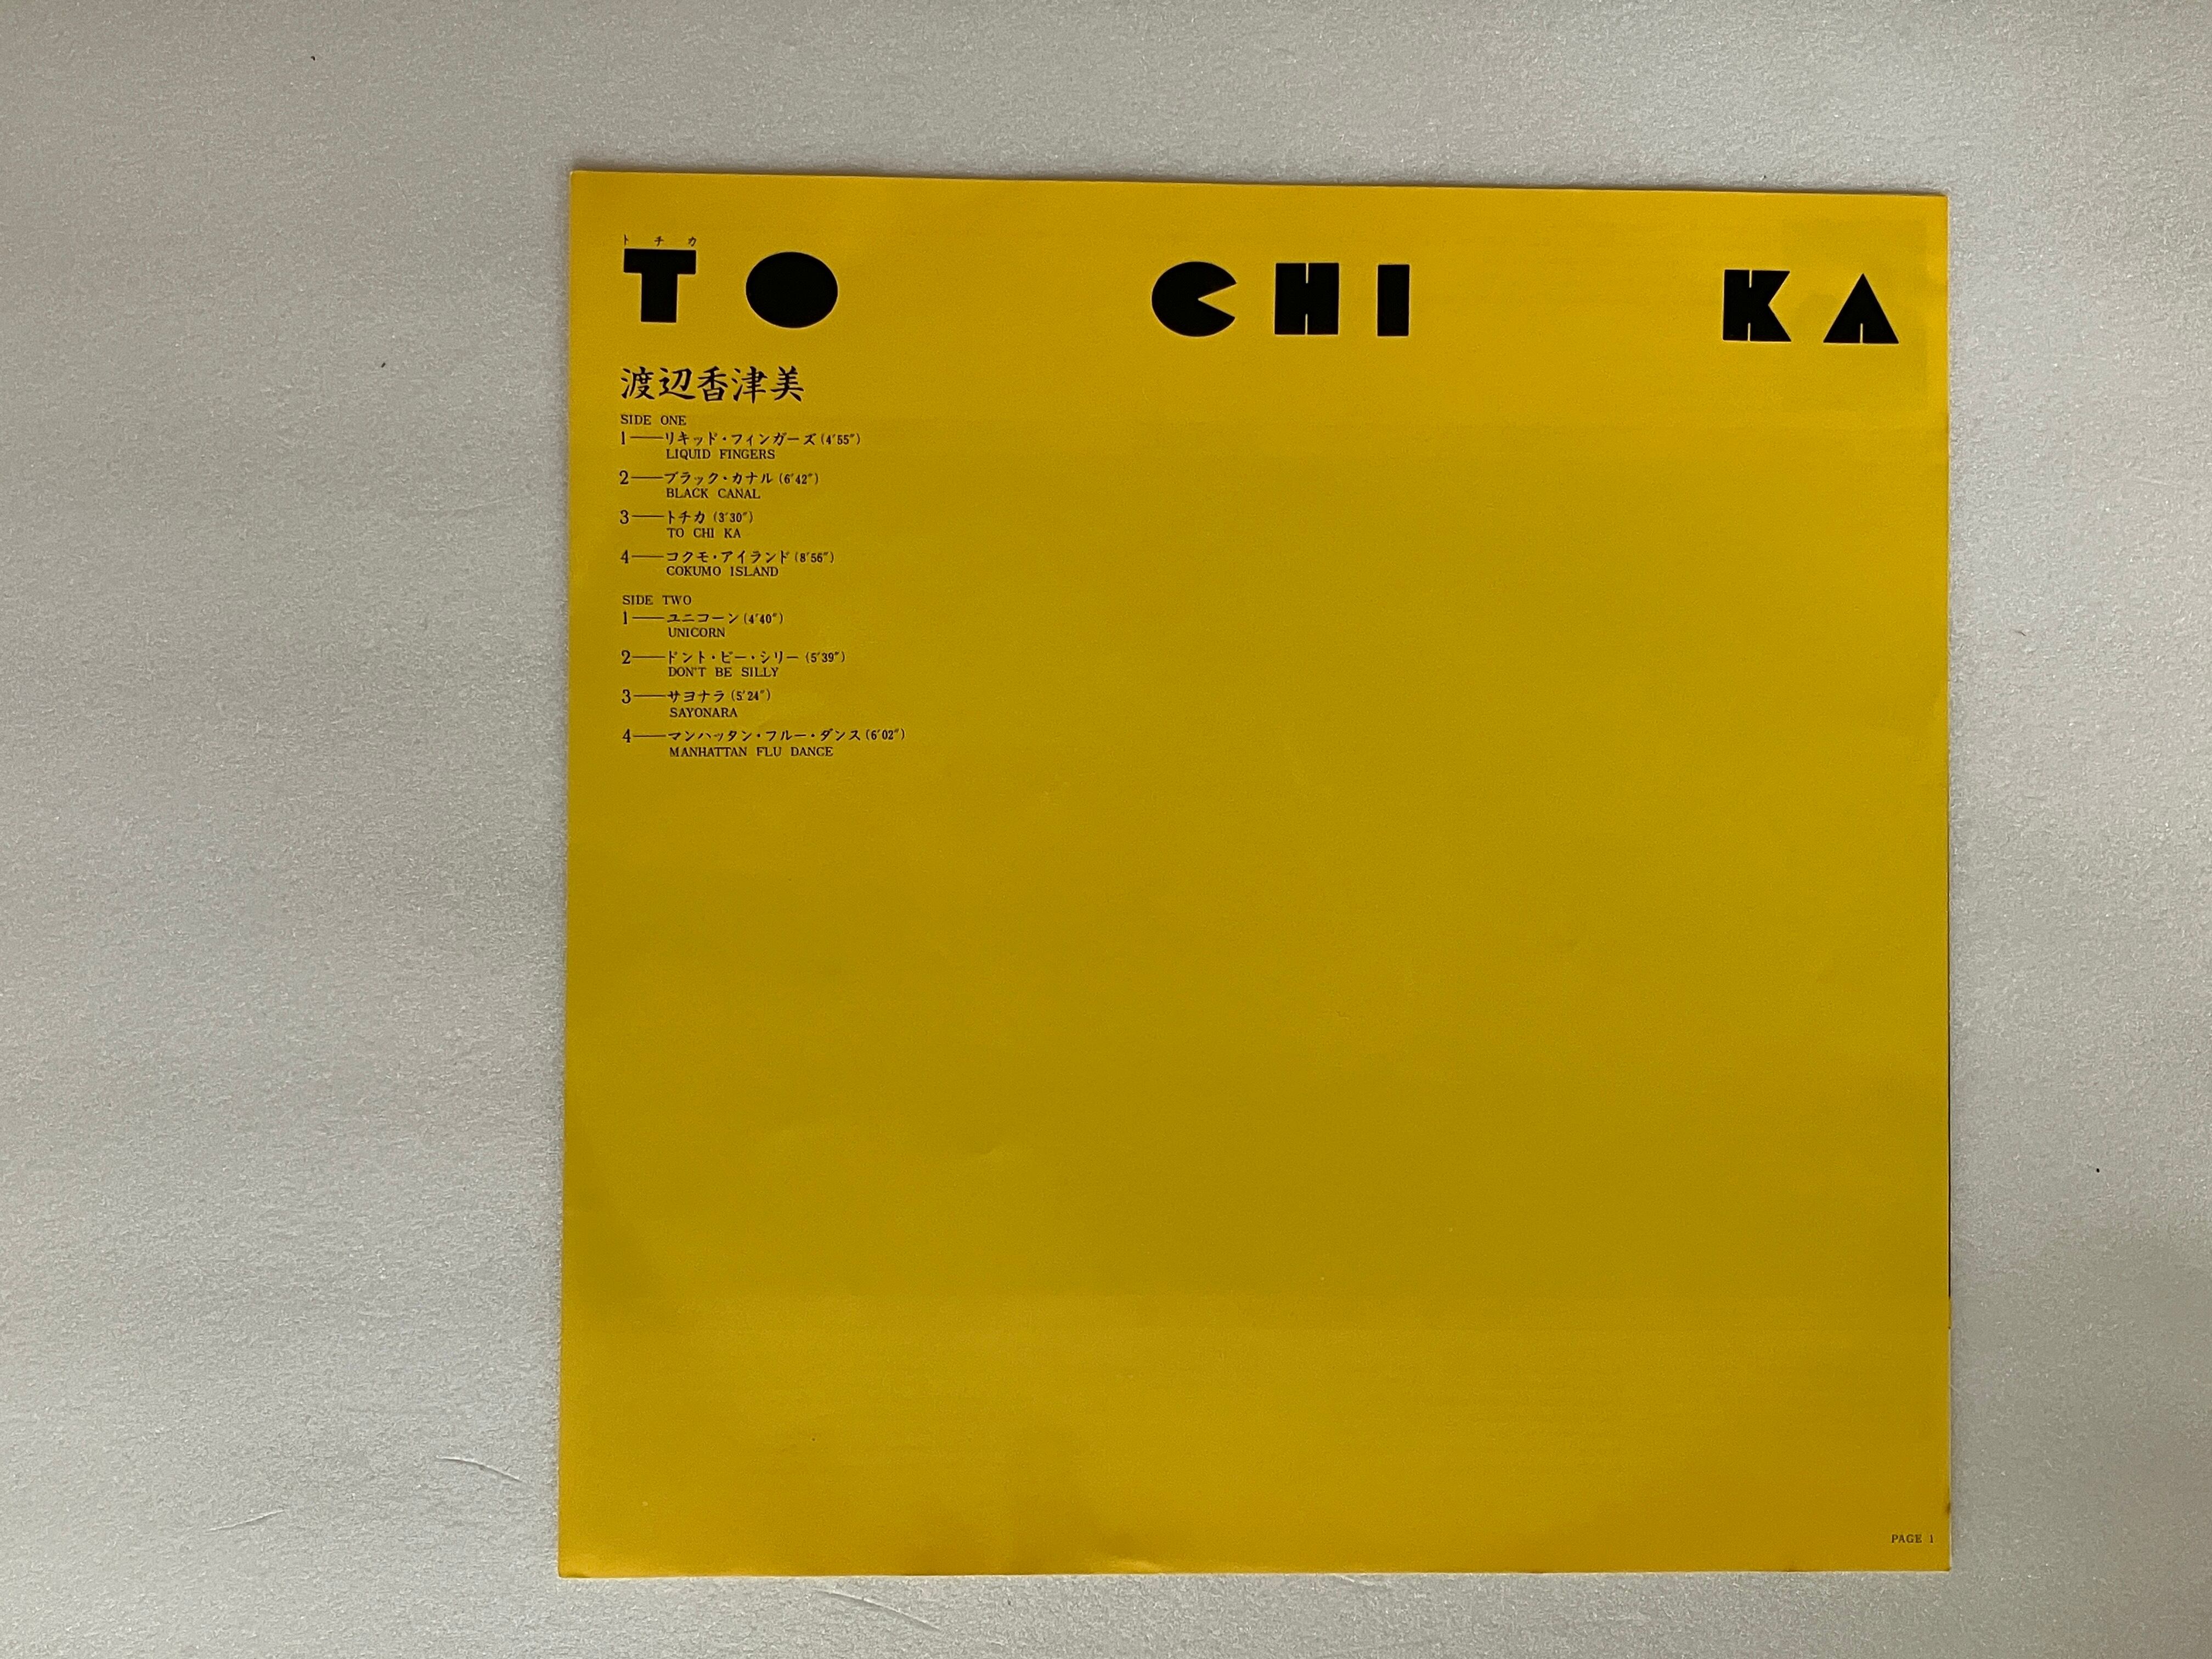 トチカ
TO CHI KA
渡辺香津美
SIDE ONE
1──リキッド・フィンガーズ(4′55″)
LIQUID FINGERS
2──ブラック・カナル(6′42″)
BLACK CANAL
3──トチカ(3′30″)
TO CHI KA
4──コクモ・アイランド(8′56″)
COKUMO ISLAND
SIDE TWO
1──ユニコーン(4′40″)
UNICORN
2──ドント・ビー・シリー(5′39″)
DON'T BE SILLY
3──サヨナラ(5′24″)
SAYONARA
4──マンハッタン・フルー・ダンス(6′02″)
MANHATTAN FLU DANCE
PAGE 1